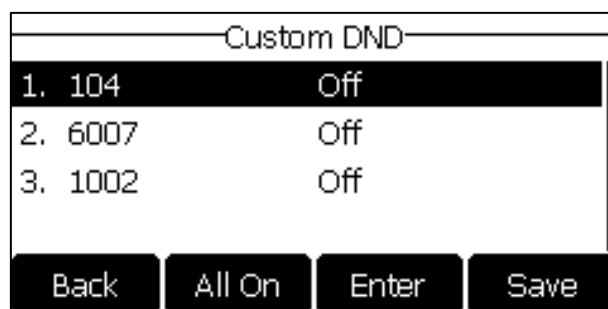 Custom DND
1. 104 Off
2. 6007 Off
3. 1002 Off
Back All On Enter Save